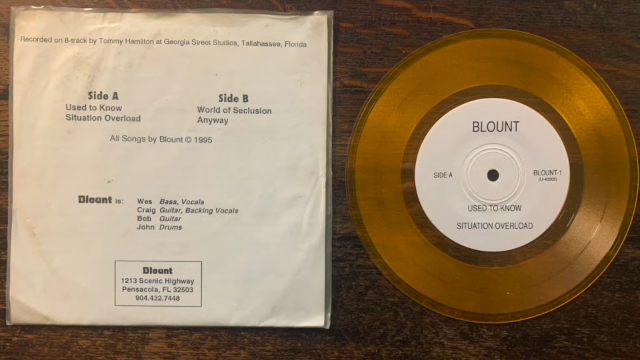 Recorded on 8-track by Tommy Hamilton at Georgia Street Studios, Tallahassee, Florida
Side A
Used to Know
Situation Overload
Side B
World of Seclusion
Anyway
All Songs by Blount © 1995
Blount is: Wes Bass, Vocals
Craig Guitar, Backing Vocals
Bob Guitar
John Drums
Blount
1213 Scenic Highway
Pensacola, FL 32503
904.432.7448
BLOUNT
SIDE A
BLOUNT-1
USED TO KNOW
SITUATION OVERLOAD